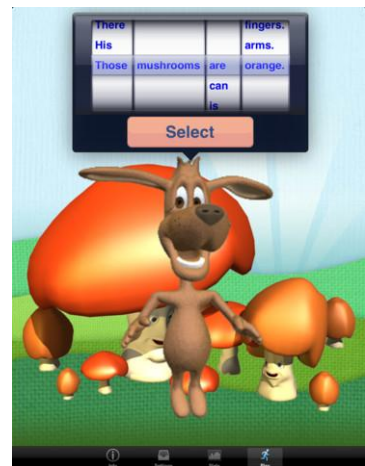 There fingers.
His arms.
Those mushrooms are orange.
can
is
Select